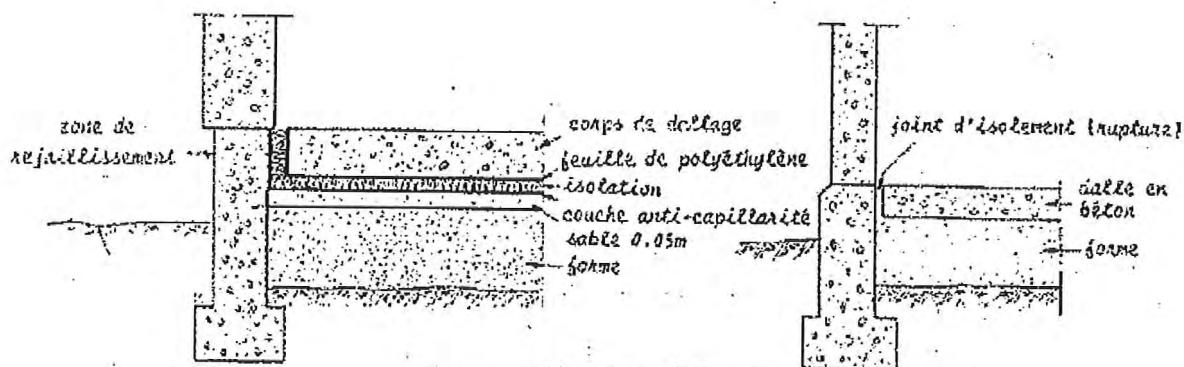 zone de
rejaillissement
corps de dallage
feuille de polyéthylène
isolation
couche anti-capillarité
sable 0.05m
forme
joint d'isolement (rupture)
dalle en
béton
forme